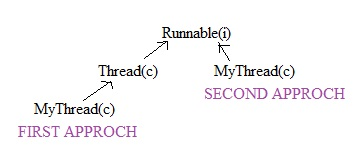 Runnable(i)
Thread(c)
MyThread(c)
SECOND APPROCH
MyThread(c)
FIRST APPROCH